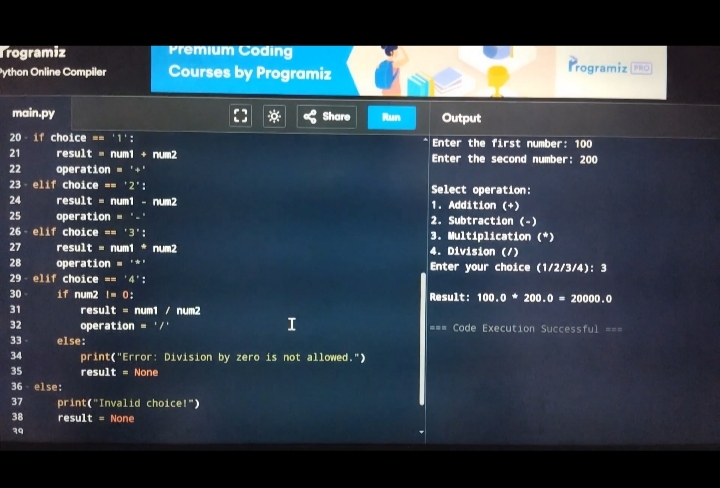 Programiz
Python Online Compiler
Premium Coding
Courses by Programiz
Programiz PRO
main.py
Share
Run
Output
20 if choice == '1':
21 result = num1 + num2
22 operation = '+'
23 elif choice == '2':
24 result = num1 - num2
25 operation = '-'
26 elif choice == '3':
27 result = num1 * num2
28 operation = '*'
29 elif choice == '4':
30 if num2 != 0:
31 result = num1 / num2
32 operation = '/'
33 else:
34 print("Error: Division by zero is not allowed.")
35 result = None
36 else:
37 print("Invalid choice!")
38 result = None
39
Enter the first number: 100
Enter the second number: 200
Select operation:
1. Addition (+)
2. Subtraction (-)
3. Multiplication (*)
4. Division (/)
Enter your choice (1/2/3/4): 3
Result: 100.0 * 200.0 = 20000.0
=== Code Execution Successful ===